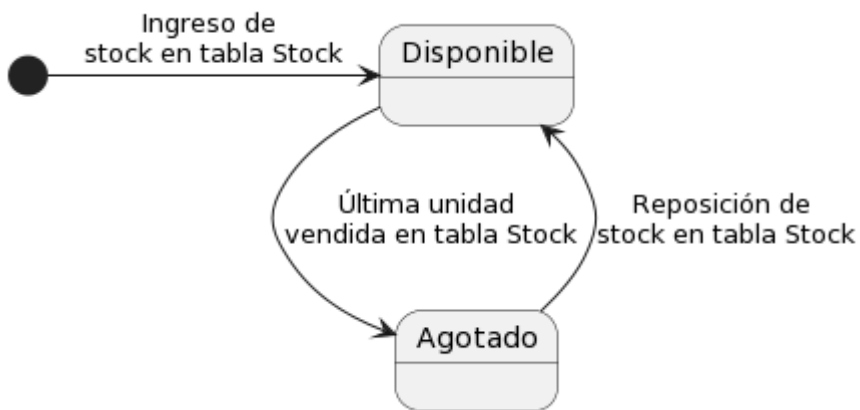 Ingreso de
stock en tabla Stock
Disponible
Última unidad
vendida en tabla Stock
Reposición de
stock en tabla Stock
Agotado